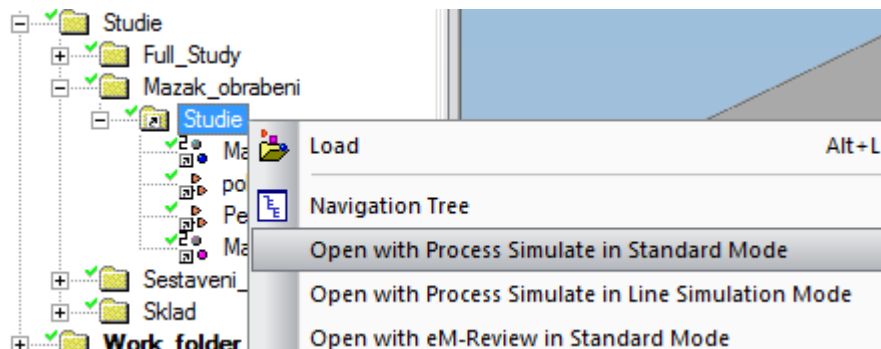 Studie
Full_Study
Mazak_obrabeni
Studie
Load Alt+L
Navigation Tree
Open with Process Simulate in Standard Mode
Open with Process Simulate in Line Simulation Mode
Sklad
Open with eM-Review in Standard Mode
Work_folder